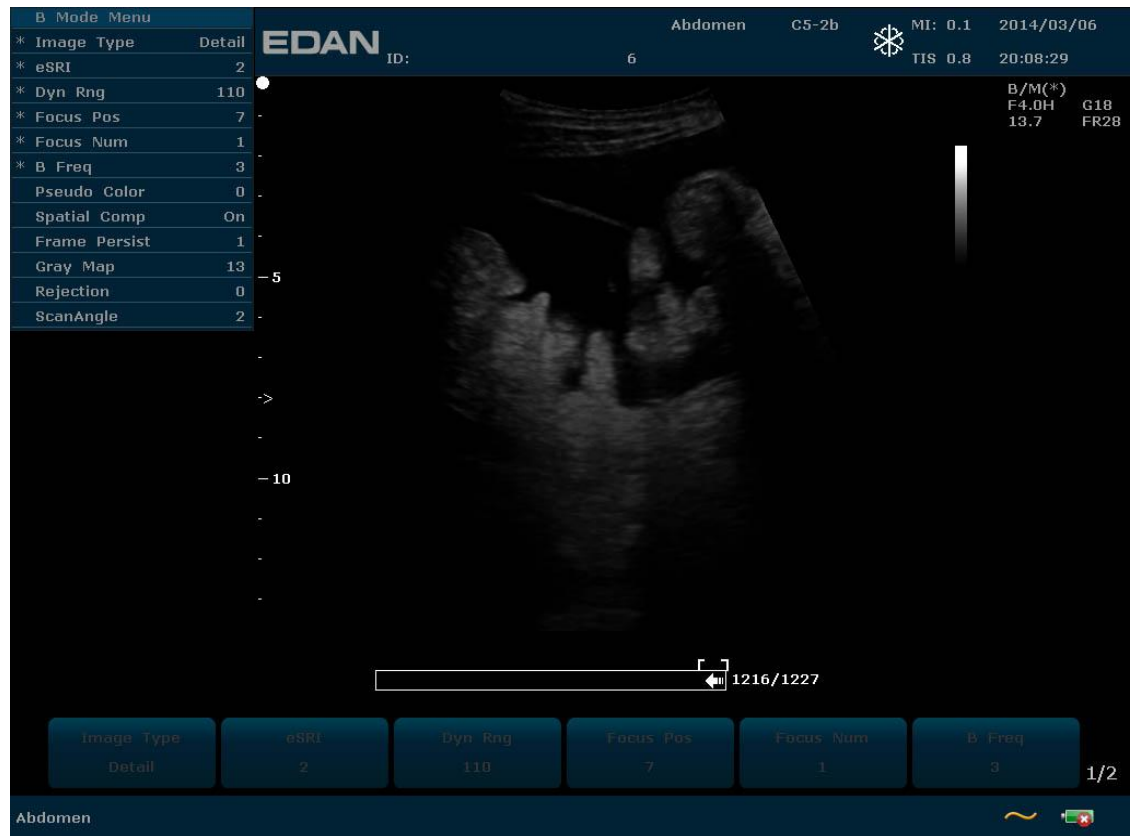 B Mode Menu
* Image Type Detail
* eSRI 2
* Dyn Rng 110
* Focus Pos 7
* Focus Num 1
* B Freq 3
Pseudo Color 0
Spatial Comp On
Frame Persist 1
Gray Map 13
Rejection 0
ScanAngle 2
EDAN
ID: 6
Abdomen C5-2b
MI: 0.1 2014/03/06
TIS 0.8 20:08:29
B/M(*)
F4.0H G18
13.7 FR28
5
10
1216/1227
Image Type
Detail
eSRI
2
Dyn Rng
110
Focus Pos
7
Focus Num
1
B Freq
3
1/2
Abdomen